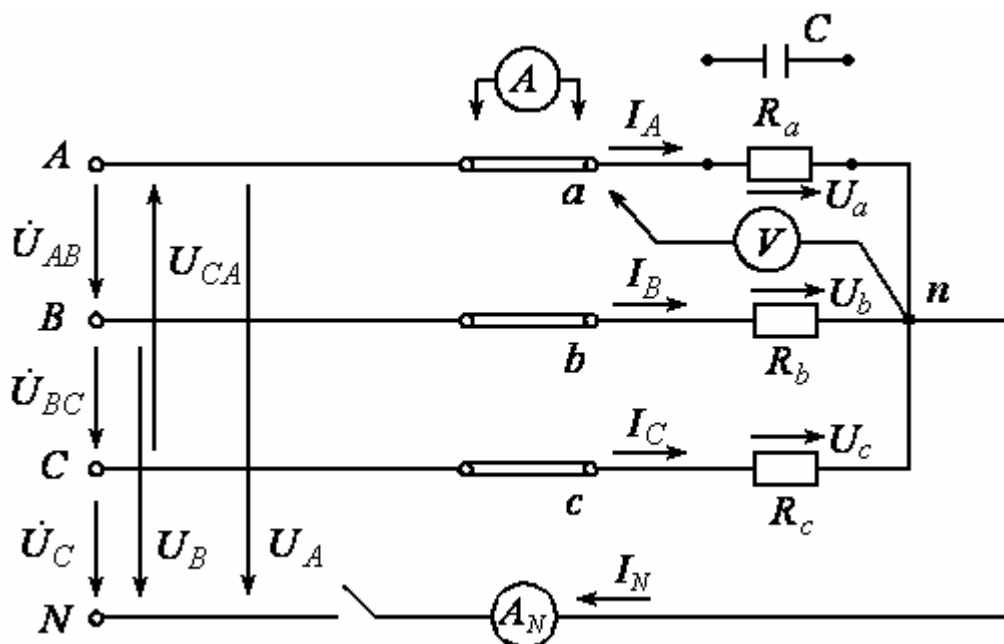 C
A
I_A R_a
A a U_a
U̇_AB U_CA V
I_B U_b n
B b R_b
U̇_BC
I_C U_c
C c R_c
U̇_C U_B U_A
I_N
N A_N